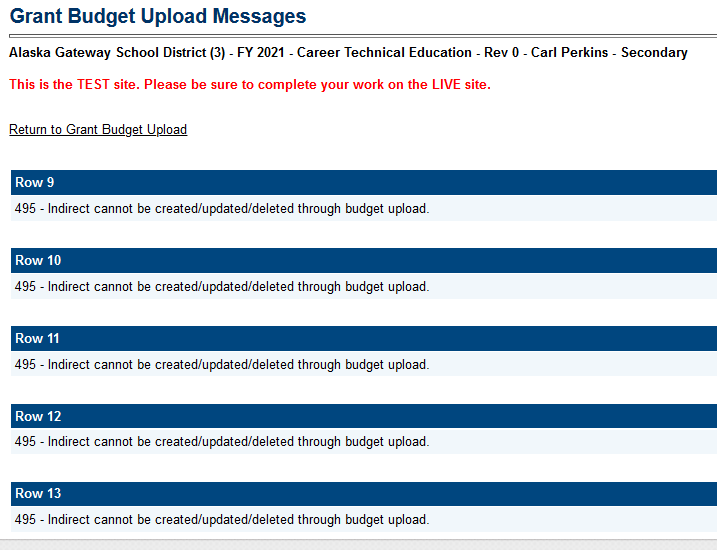 Grant Budget Upload Messages
Alaska Gateway School District (3) - FY 2021 - Career Technical Education - Rev 0 - Carl Perkins - Secondary
This is the TEST site. Please be sure to complete your work on the LIVE site.
Return to Grant Budget Upload
Row 9
495 - Indirect cannot be created/updated/deleted through budget upload.
Row 10
495 - Indirect cannot be created/updated/deleted through budget upload.
Row 11
495 - Indirect cannot be created/updated/deleted through budget upload.
Row 12
495 - Indirect cannot be created/updated/deleted through budget upload.
Row 13
495 - Indirect cannot be created/updated/deleted through budget upload.